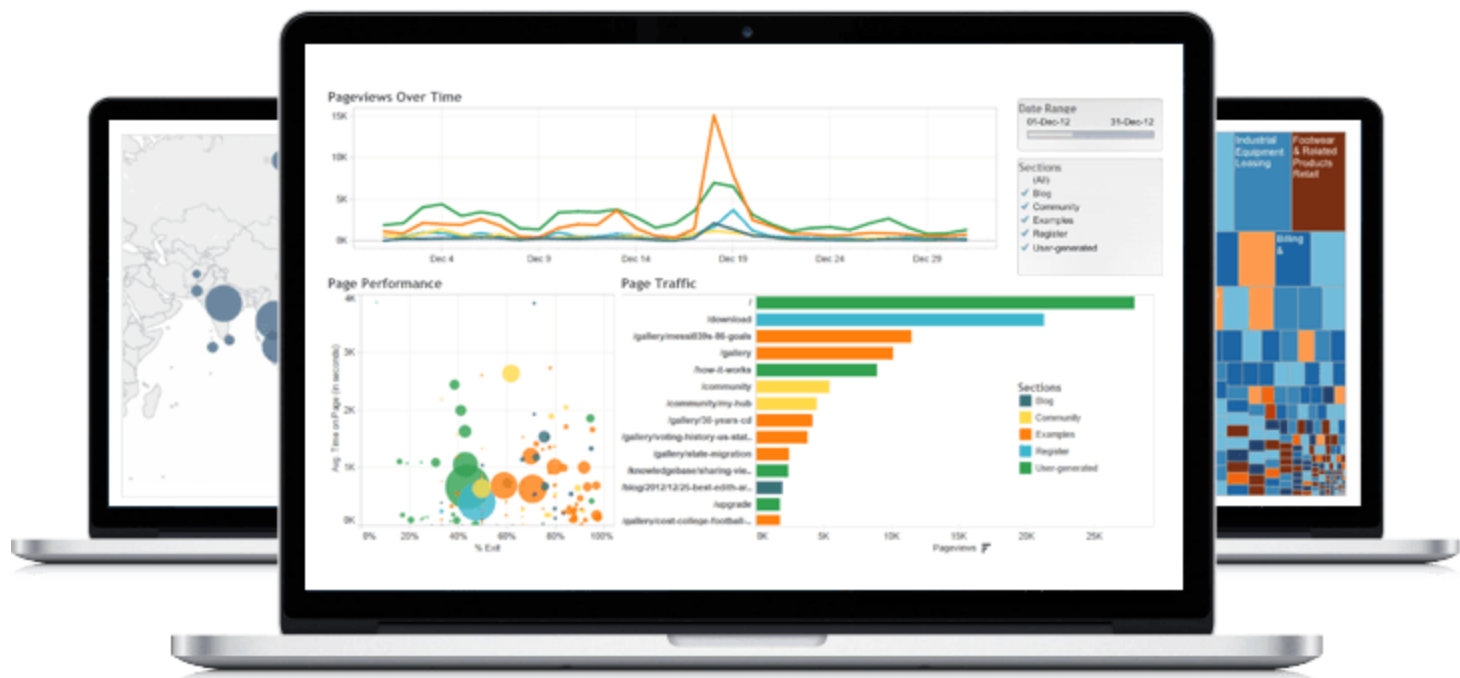 Pageviews Over Time
15K
10K
5K
0K
Dec 4
Dec 9
Dec 14
Dec 19
Dec 24
Dec 29
Date Range
01-Dec-12 31-Dec-12
Sections
(All)
Blog
Community
Examples
Register
User-generated
Page Performance
4K
3K
2K
1K
0K
Avg. Time on Page (in seconds)
0%
20%
40%
60%
80%
100%
% Exit
Page Traffic
/
/download
/gallery/messi039s-86-goals
/gallery
/how-it-works
/community
/community/my-hub
/gallery/30-years-cd
/gallery/voting-history-us-stat..
/gallery/state-migration
/knowledgebase/sharing-vie..
/blog/2012/12/25-best-edith-ar..
/upgrade
/gallery/cost-college-football-..
0K
5K
10K
15K
20K
25K
Pageviews
Sections
Blog
Community
Examples
Register
User-generated
Industrial
Equipment
Leasing
Footwear
& Related
Products
Retail
Billing
&